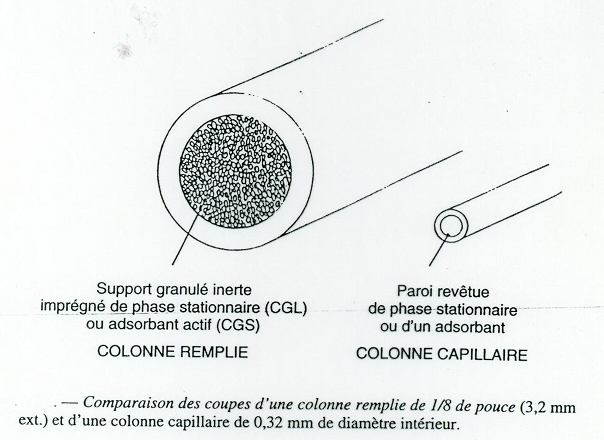 Support granulé inerte
imprégné de phase stationnaire (CGL)
ou adsorbant actif (CGS)
COLONNE REMPLIE
Paroi revêtue
de phase stationnaire
ou d'un adsorbant
COLONNE CAPILLAIRE
. — Comparaison des coupes d'une colonne remplie de 1/8 de pouce (3,2 mm
ext.) et d'une colonne capillaire de 0,32 mm de diamètre intérieur.